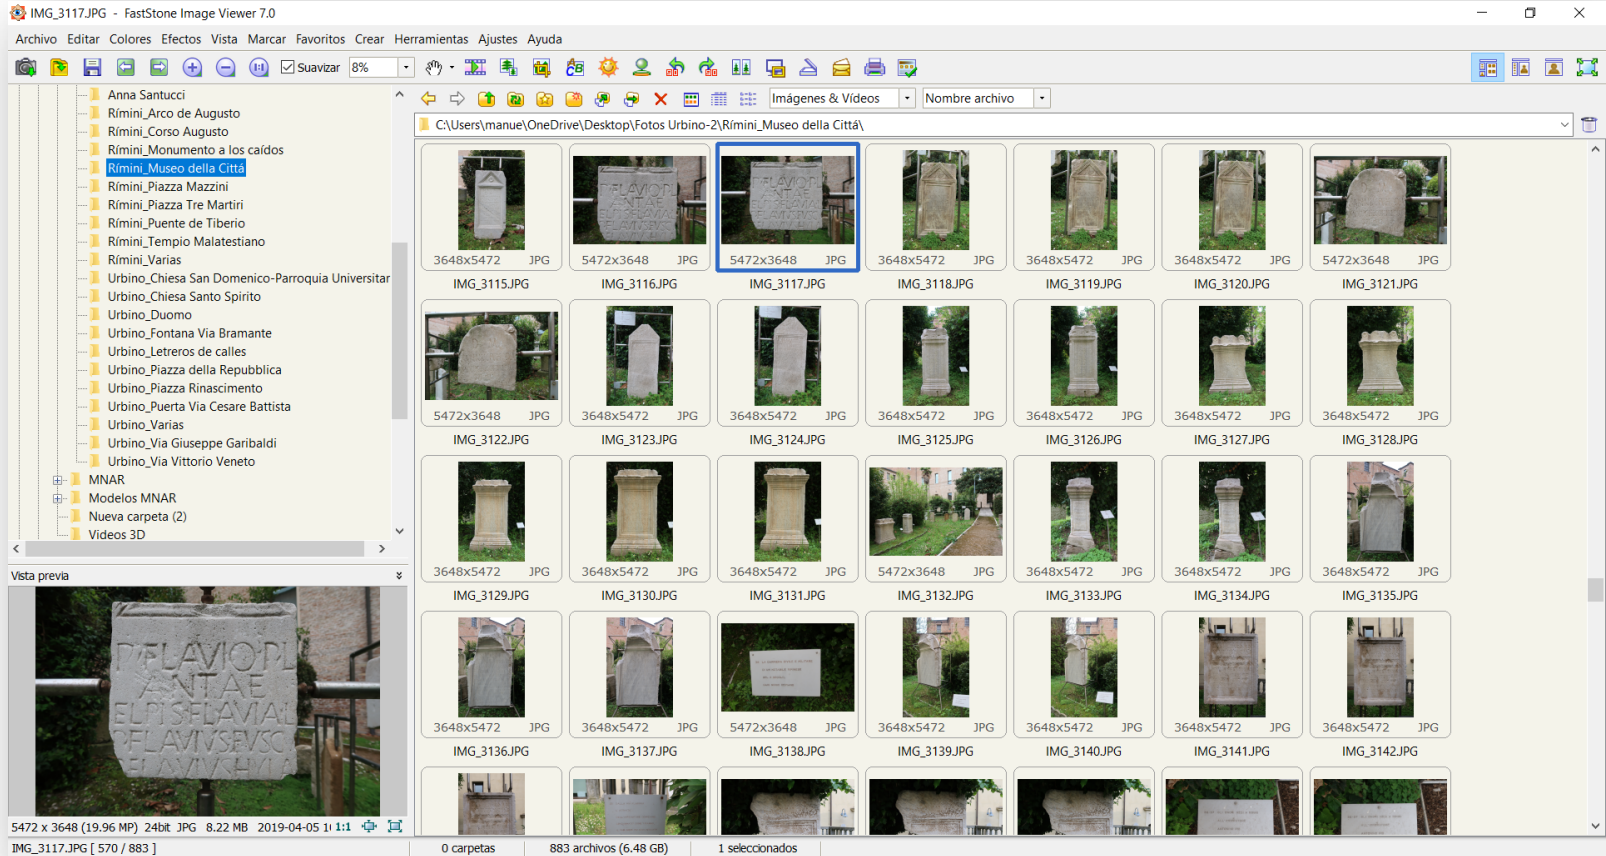 IMG_3117.JPG - FastStone Image Viewer 7.0
Archivo Editar Colores Efectos Vista Marcar Favoritos Crear Herramientas Ajustes Ayuda
Suavizar 8%
Imágenes & Vídeos Nombre archivo
C:\Users\manue\OneDrive\Desktop\Fotos Urbino-2\Rímini_Museo della Cittá\
Anna Santucci
Rímini_Arco de Augusto
Rímini_Corso Augusto
Rímini_Monumento a los caídos
Rímini_Museo della Cittá
Rímini_Piazza Mazzini
Rímini_Piazza Tre Martiri
Rímini_Puente de Tiberio
Rímini_Tempio Malatestiano
Rímini_Varias
Urbino_Chiesa San Domenico-Parroquia Universitar
Urbino_Chiesa Santo Spirito
Urbino_Duomo
Urbino_Fontana Via Bramante
Urbino_Letreros de calles
Urbino_Piazza della Repubblica
Urbino_Piazza Rinascimento
Urbino_Puerta Via Cesare Battista
Urbino_Varias
Urbino_Via Giuseppe Garibaldi
Urbino_Via Vittorio Veneto
MNAR
Modelos MNAR
Nueva carpeta (2)
Videos 3D
Vista previa
P FLAVIO PL
ANTAE
ELPIS FLAVIA L
P FLAVIVS FVSC
P FLAVIVS HYLA
5472 x 3648 (19.96 MP) 24bit JPG 8.22 MB 2019-04-05 1( 1:1
3648x5472 JPG 5472x3648 JPG 5472x3648 JPG 3648x5472 JPG 3648x5472 JPG 3648x5472 JPG 5472x3648 JPG
IMG_3115.JPG IMG_3116.JPG IMG_3117.JPG IMG_3118.JPG IMG_3119.JPG IMG_3120.JPG IMG_3121.JPG
5472x3648 JPG 3648x5472 JPG 3648x5472 JPG 3648x5472 JPG 3648x5472 JPG 3648x5472 JPG 3648x5472 JPG
IMG_3122.JPG IMG_3123.JPG IMG_3124.JPG IMG_3125.JPG IMG_3126.JPG IMG_3127.JPG IMG_3128.JPG
3648x5472 JPG 3648x5472 JPG 3648x5472 JPG 5472x3648 JPG 3648x5472 JPG 3648x5472 JPG 3648x5472 JPG
IMG_3129.JPG IMG_3130.JPG IMG_3131.JPG IMG_3132.JPG IMG_3133.JPG IMG_3134.JPG IMG_3135.JPG
3648x5472 JPG 3648x5472 JPG 5472x3648 JPG 3648x5472 JPG 3648x5472 JPG 3648x5472 JPG 3648x5472 JPG
IMG_3136.JPG IMG_3137.JPG IMG_3138.JPG IMG_3139.JPG IMG_3140.JPG IMG_3141.JPG IMG_3142.JPG
IMG_3117.JPG [ 570 / 883 ] 0 carpetas 883 archivos (6.48 GB) 1 seleccionados